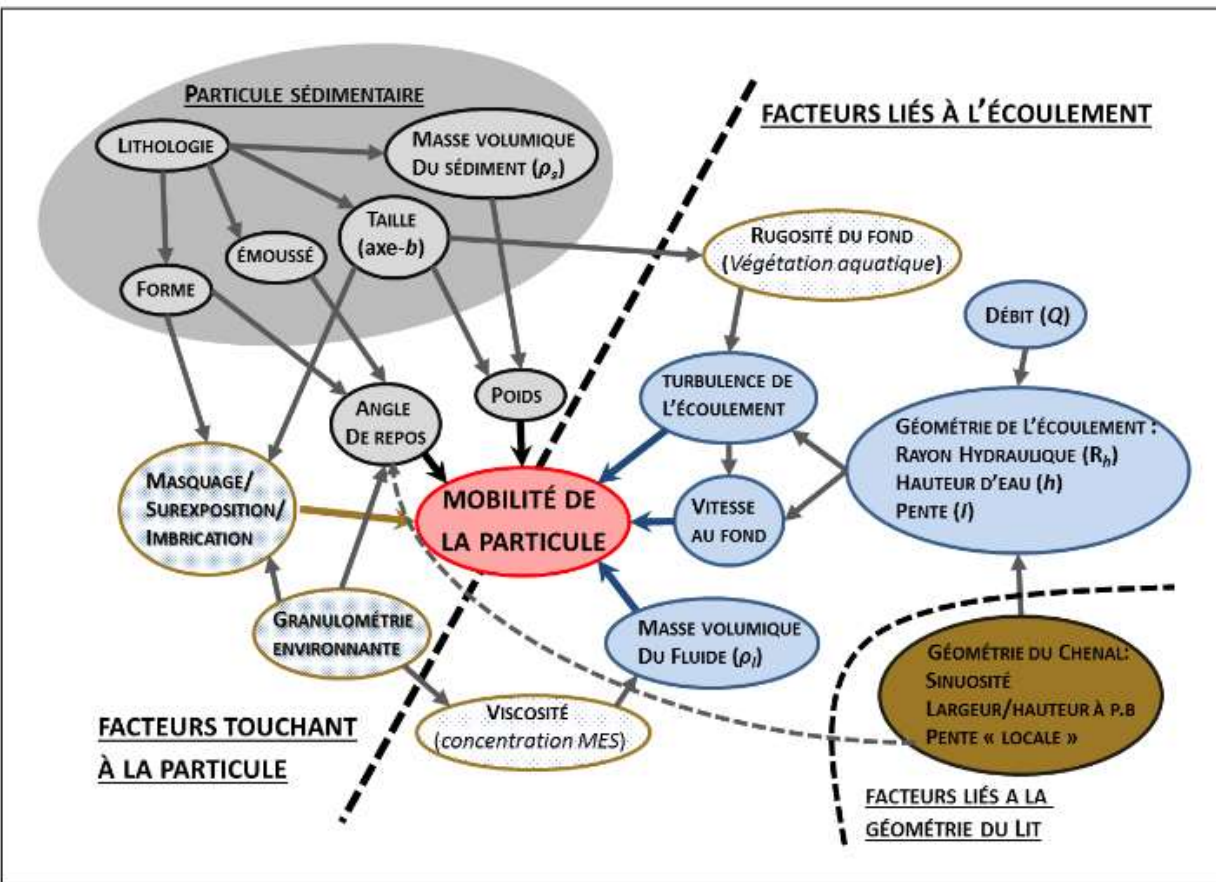 PARTICULE SÉDIMENTAIRE
LITHOLOGIE
MASSE VOLUMIQUE
DU SÉDIMENT (ρs)
TAILLE
(axe-b)
ÉMOUSSÉ
FORME
FACTEURS LIÉS À L'ÉCOULEMENT
RUGOSITÉ DU FOND
(Végétation aquatique)
DÉBIT (Q)
TURBULENCE DE
L'ÉCOULEMENT
GÉOMÉTRIE DE L'ÉCOULEMENT :
RAYON HYDRAULIQUE (Rh)
HAUTEUR D'EAU (h)
PENTE (I)
POIDS
ANGLE
DE REPOS
MASQUAGE/
SUREXPOSITION/
IMBRICATION
MOBILITÉ DE
LA PARTICULE
VITESSE
AU FOND
GRANULOMÉTRIE
ENVIRONNANTE
MASSE VOLUMIQUE
DU FLUIDE (ρl)
VISCOSITÉ
(concentration MES)
GÉOMÉTRIE DU CHENAL:
SINUOSITÉ
LARGEUR/HAUTEUR À P.B
PENTE « LOCALE »
FACTEURS TOUCHANT
À LA PARTICULE
FACTEURS LIÉS A LA
GÉOMÉTRIE DU LIT